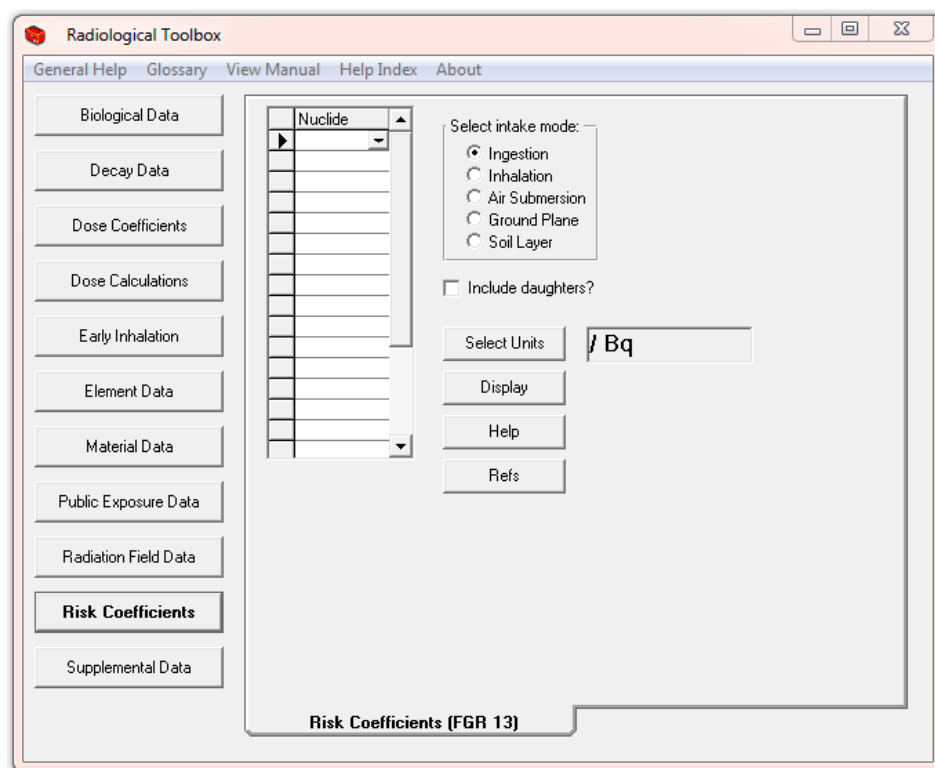 Radiological Toolbox
General Help Glossary View Manual Help Index About
Biological Data
Decay Data
Dose Coefficients
Dose Calculations
Early Inhalation
Element Data
Material Data
Public Exposure Data
Radiation Field Data
Risk Coefficients
Supplemental Data
Nuclide
Select intake mode:
Ingestion
Inhalation
Air Submersion
Ground Plane
Soil Layer
Include daughters?
Select Units / Bq
Display
Help
Refs
Risk Coefficients (FGR 13)